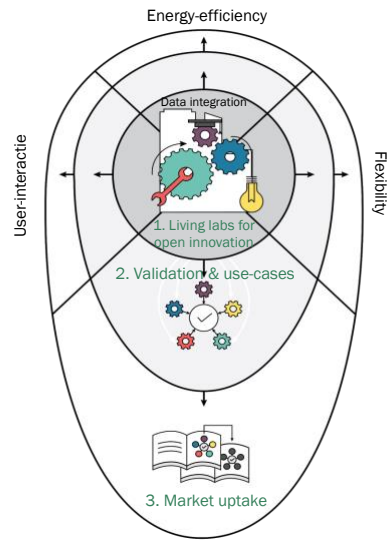 Energy-efficiency
User-interactie
Flexibility
Data integration
1. Living labs for
open innovation
2. Validation & use-cases
3. Market uptake